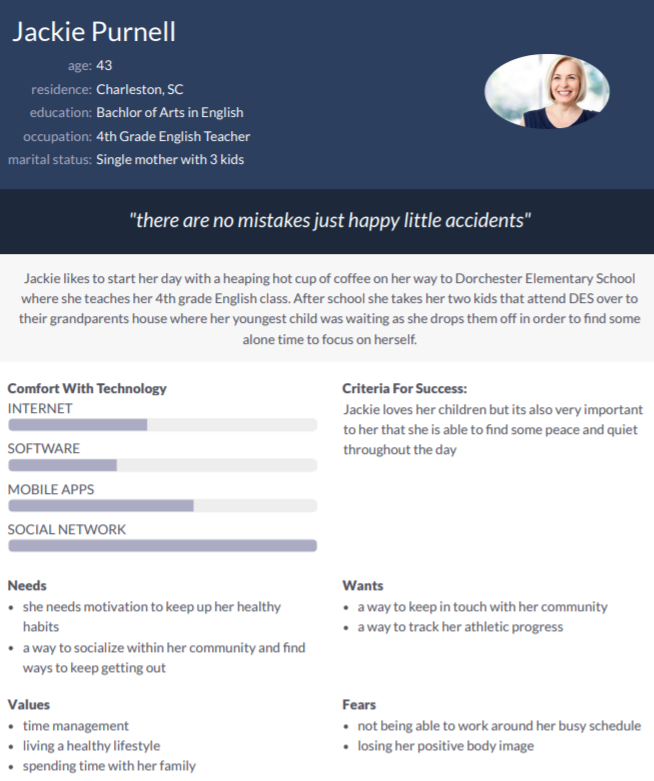 Jackie Purnell
age: 43
residence: Charleston, SC
education: Bachlor of Arts in English
occupation: 4th Grade English Teacher
marital status: Single mother with 3 kids
"there are no mistakes just happy little accidents"
Jackie likes to start her day with a heaping hot cup of coffee on her way to Dorchester Elementary School
where she teaches her 4th grade English class. After school she takes her two kids that attend DES over to
their grandparents house where her youngest child was waiting as she drops them off in order to find some
alone time to focus on herself.
Comfort With Technology
INTERNET
SOFTWARE
MOBILE APPS
SOCIAL NETWORK
Criteria For Success:
Jackie loves her children but its also very important
to her that she is able to find some peace and quiet
throughout the day
Needs
• she needs motivation to keep up her healthy
habits
• a way to socialize within her community and find
ways to keep getting out
Wants
• a way to keep in touch with her community
• a way to track her athletic progress
Values
• time management
• living a healthy lifestyle
• spending time with her family
Fears
• not being able to work around her busy schedule
• losing her positive body image